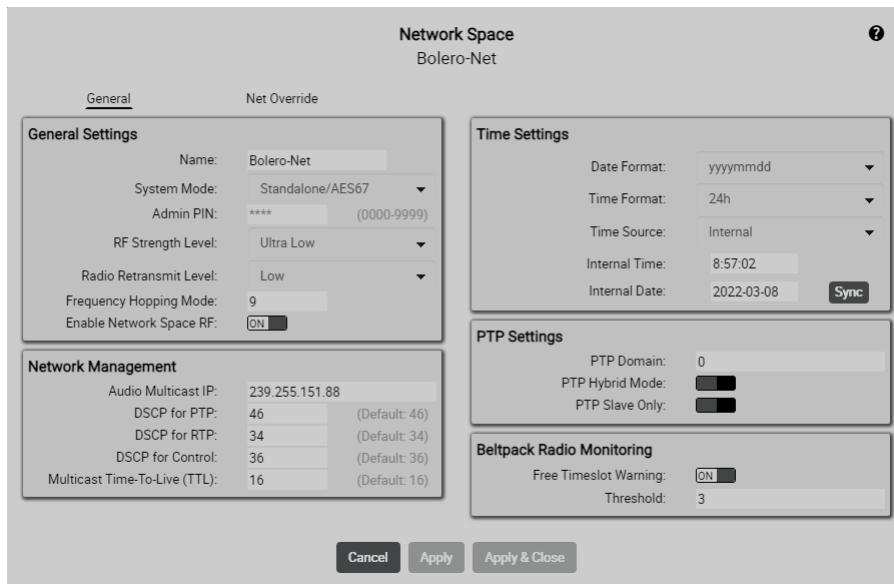 Network Space
Bolero-Net
?
General Net Override
General Settings
Name: Bolero-Net
System Mode: Standalone/AES67
Admin PIN: **** (0000-9999)
RF Strength Level: Ultra Low
Radio Retransmit Level: Low
Frequency Hopping Mode: 9
Enable Network Space RF: ON
Network Management
Audio Multicast IP: 239.255.151.88
DSCP for PTP: 46 (Default: 46)
DSCP for RTP: 34 (Default: 34)
DSCP for Control: 36 (Default: 36)
Multicast Time-To-Live (TTL): 16 (Default: 16)
Time Settings
Date Format: yyyymmdd
Time Format: 24h
Time Source: Internal
Internal Time: 8:57:02
Internal Date: 2022-03-08 Sync
PTP Settings
PTP Domain: 0
PTP Hybrid Mode:
PTP Slave Only:
Beltpack Radio Monitoring
Free Timeslot Warning: ON
Threshold: 3
Cancel Apply Apply & Close